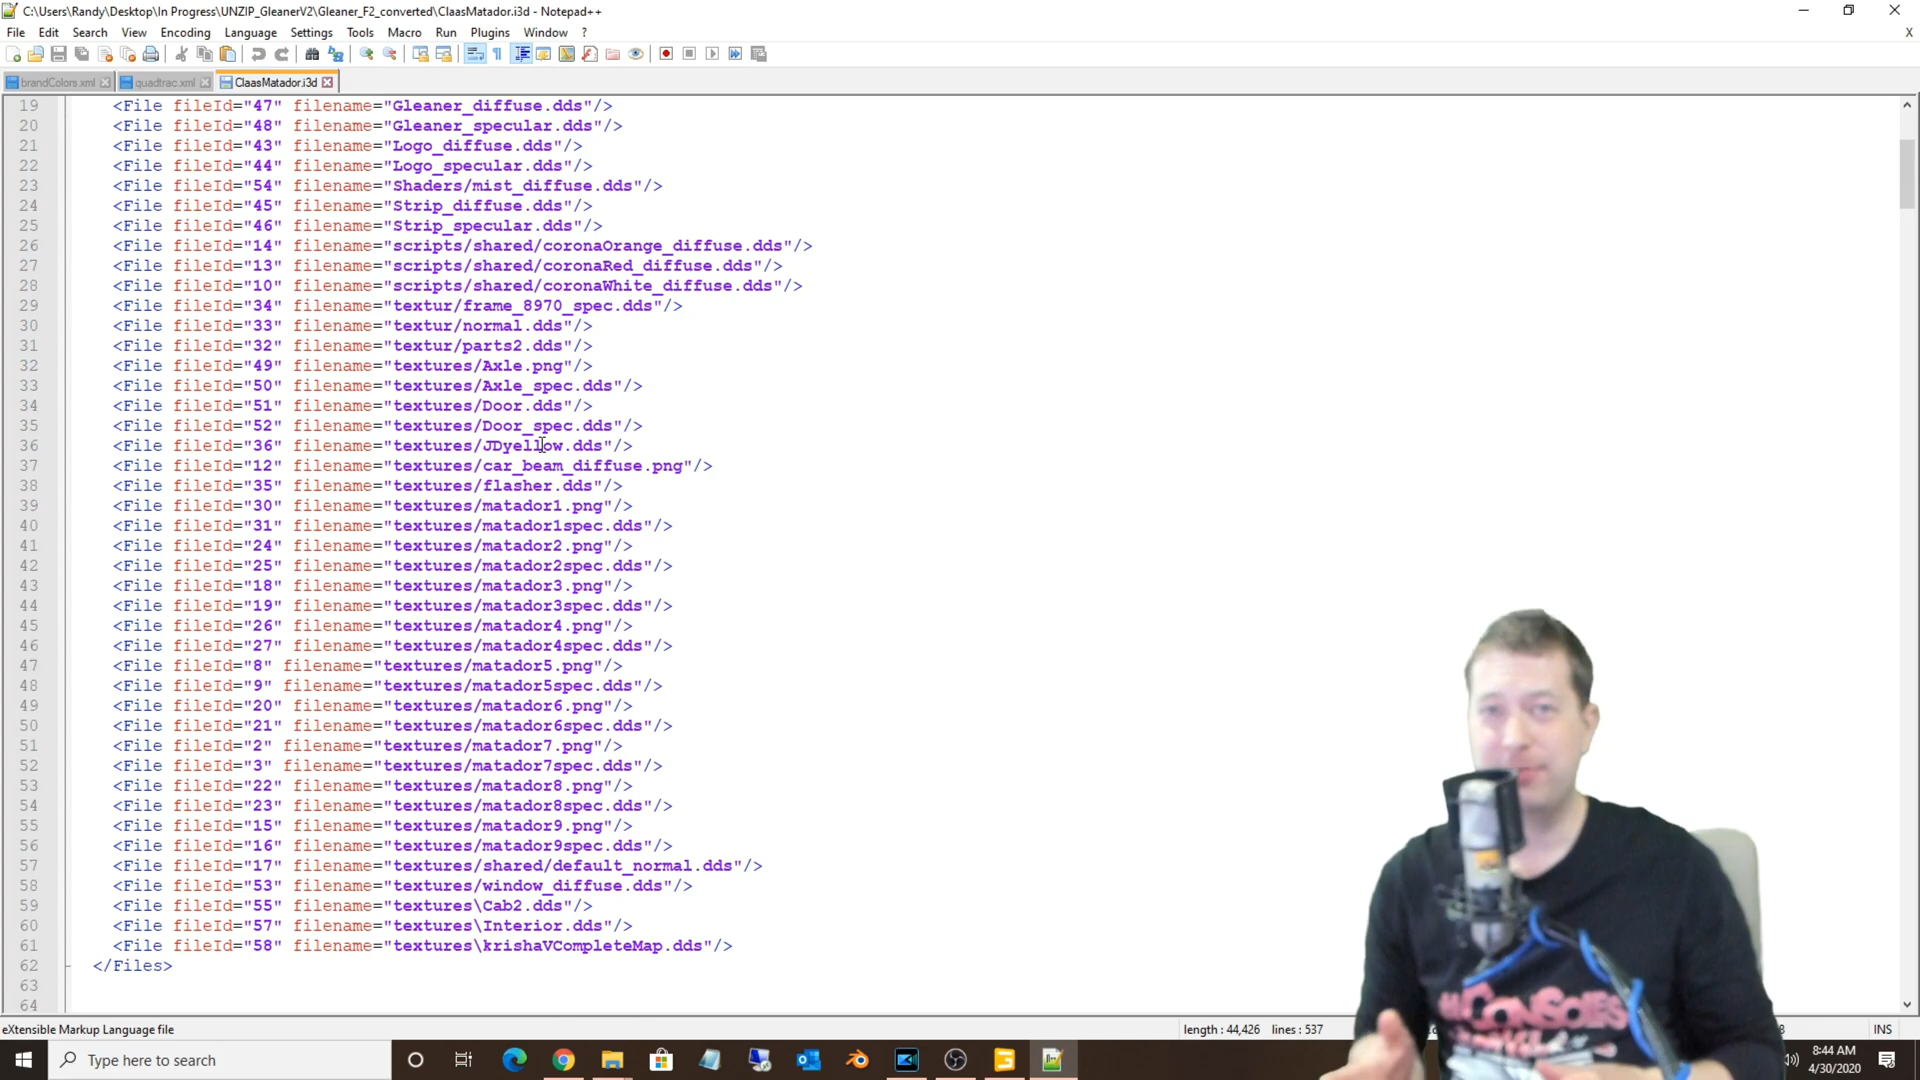 C:\Users\Randy\Desktop\In Progress\UNZIP_GleanerV2\Gleaner_F2_converted\ClaasMatador.i3d - Notepad++
File Edit Search View Encoding Language Settings Tools Macro Run Plugins Window ? X
brandColors.xml quadtrac.xml ClaasMatador.i3d
19 <File fileId="47" filename="Gleaner_diffuse.dds"/>
20 <File fileId="48" filename="Gleaner_specular.dds"/>
21 <File fileId="43" filename="Logo_diffuse.dds"/>
22 <File fileId="44" filename="Logo_specular.dds"/>
23 <File fileId="54" filename="Shaders/mist_diffuse.dds"/>
24 <File fileId="45" filename="Strip_diffuse.dds"/>
25 <File fileId="46" filename="Strip_specular.dds"/>
26 <File fileId="14" filename="scripts/shared/coronaOrange_diffuse.dds"/>
27 <File fileId="13" filename="scripts/shared/coronaRed_diffuse.dds"/>
28 <File fileId="10" filename="scripts/shared/coronaWhite_diffuse.dds"/>
29 <File fileId="34" filename="textur/frame_8970_spec.dds"/>
30 <File fileId="33" filename="textur/normal.dds"/>
31 <File fileId="32" filename="textur/parts2.dds"/>
32 <File fileId="49" filename="textures/Axle.png"/>
33 <File fileId="50" filename="textures/Axle_spec.dds"/>
34 <File fileId="51" filename="textures/Door.dds"/>
35 <File fileId="52" filename="textures/Door_spec.dds"/>
36 <File fileId="36" filename="textures/JDyellow.dds"/>
37 <File fileId="12" filename="textures/car_beam_diffuse.png"/>
38 <File fileId="35" filename="textures/flasher.dds"/>
39 <File fileId="30" filename="textures/matador1.png"/>
40 <File fileId="31" filename="textures/matador1spec.dds"/>
41 <File fileId="24" filename="textures/matador2.png"/>
42 <File fileId="25" filename="textures/matador2spec.dds"/>
43 <File fileId="18" filename="textures/matador3.png"/>
44 <File fileId="19" filename="textures/matador3spec.dds"/>
45 <File fileId="26" filename="textures/matador4.png"/>
46 <File fileId="27" filename="textures/matador4spec.dds"/>
47 <File fileId="8" filename="textures/matador5.png"/>
48 <File fileId="9" filename="textures/matador5spec.dds"/>
49 <File fileId="20" filename="textures/matador6.png"/>
50 <File fileId="21" filename="textures/matador6spec.dds"/>
51 <File fileId="2" filename="textures/matador7.png"/>
52 <File fileId="3" filename="textures/matador7spec.dds"/>
53 <File fileId="22" filename="textures/matador8.png"/>
54 <File fileId="23" filename="textures/matador8spec.dds"/>
55 <File fileId="15" filename="textures/matador9.png"/>
56 <File fileId="16" filename="textures/matador9spec.dds"/>
57 <File fileId="17" filename="textures/shared/default_normal.dds"/>
58 <File fileId="53" filename="textures/window_diffuse.dds"/>
59 <File fileId="55" filename="textures\Cab2.dds"/>
60 <File fileId="57" filename="textures\Interior.dds"/>
61 <File fileId="58" filename="textures\krishaVCompleteMap.dds"/>
62 </Files>
63
64
eXtensible Markup Language file length : 44,426 lines : 537 INS
Type here to search
8:44 AM
4/30/2020